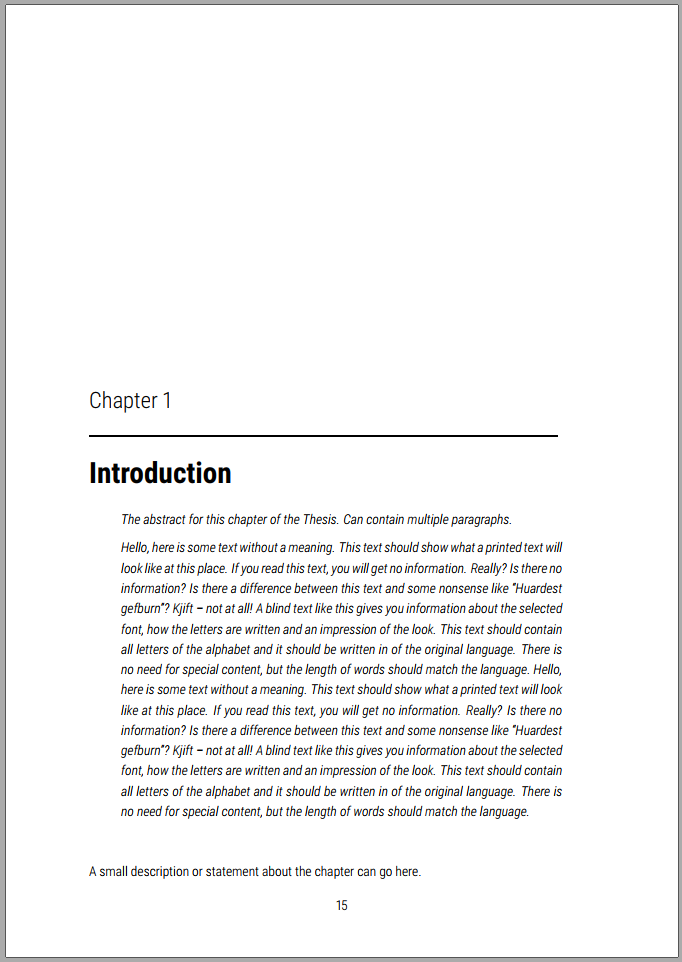 Chapter 1
Introduction
The abstract for this chapter of the Thesis. Can contain multiple paragraphs.
Hello, here is some text without a meaning. This text should show what a printed text will
look like at this place. If you read this text, you will get no information. Really? Is there no
information? Is there a difference between this text and some nonsense like “Huardest
gefburn”? Kjift – not at all! A blind text like this gives you information about the selected
font, how the letters are written and an impression of the look. This text should contain
all letters of the alphabet and it should be written in of the original language. There is
no need for special content, but the length of words should match the language. Hello,
here is some text without a meaning. This text should show what a printed text will look
like at this place. If you read this text, you will get no information. Really? Is there no
information? Is there a difference between this text and some nonsense like “Huardest
gefburn”? Kjift – not at all! A blind text like this gives you information about the selected
font, how the letters are written and an impression of the look. This text should contain
all letters of the alphabet and it should be written in of the original language. There is
no need for special content, but the length of words should match the language.
A small description or statement about the chapter can go here.
15